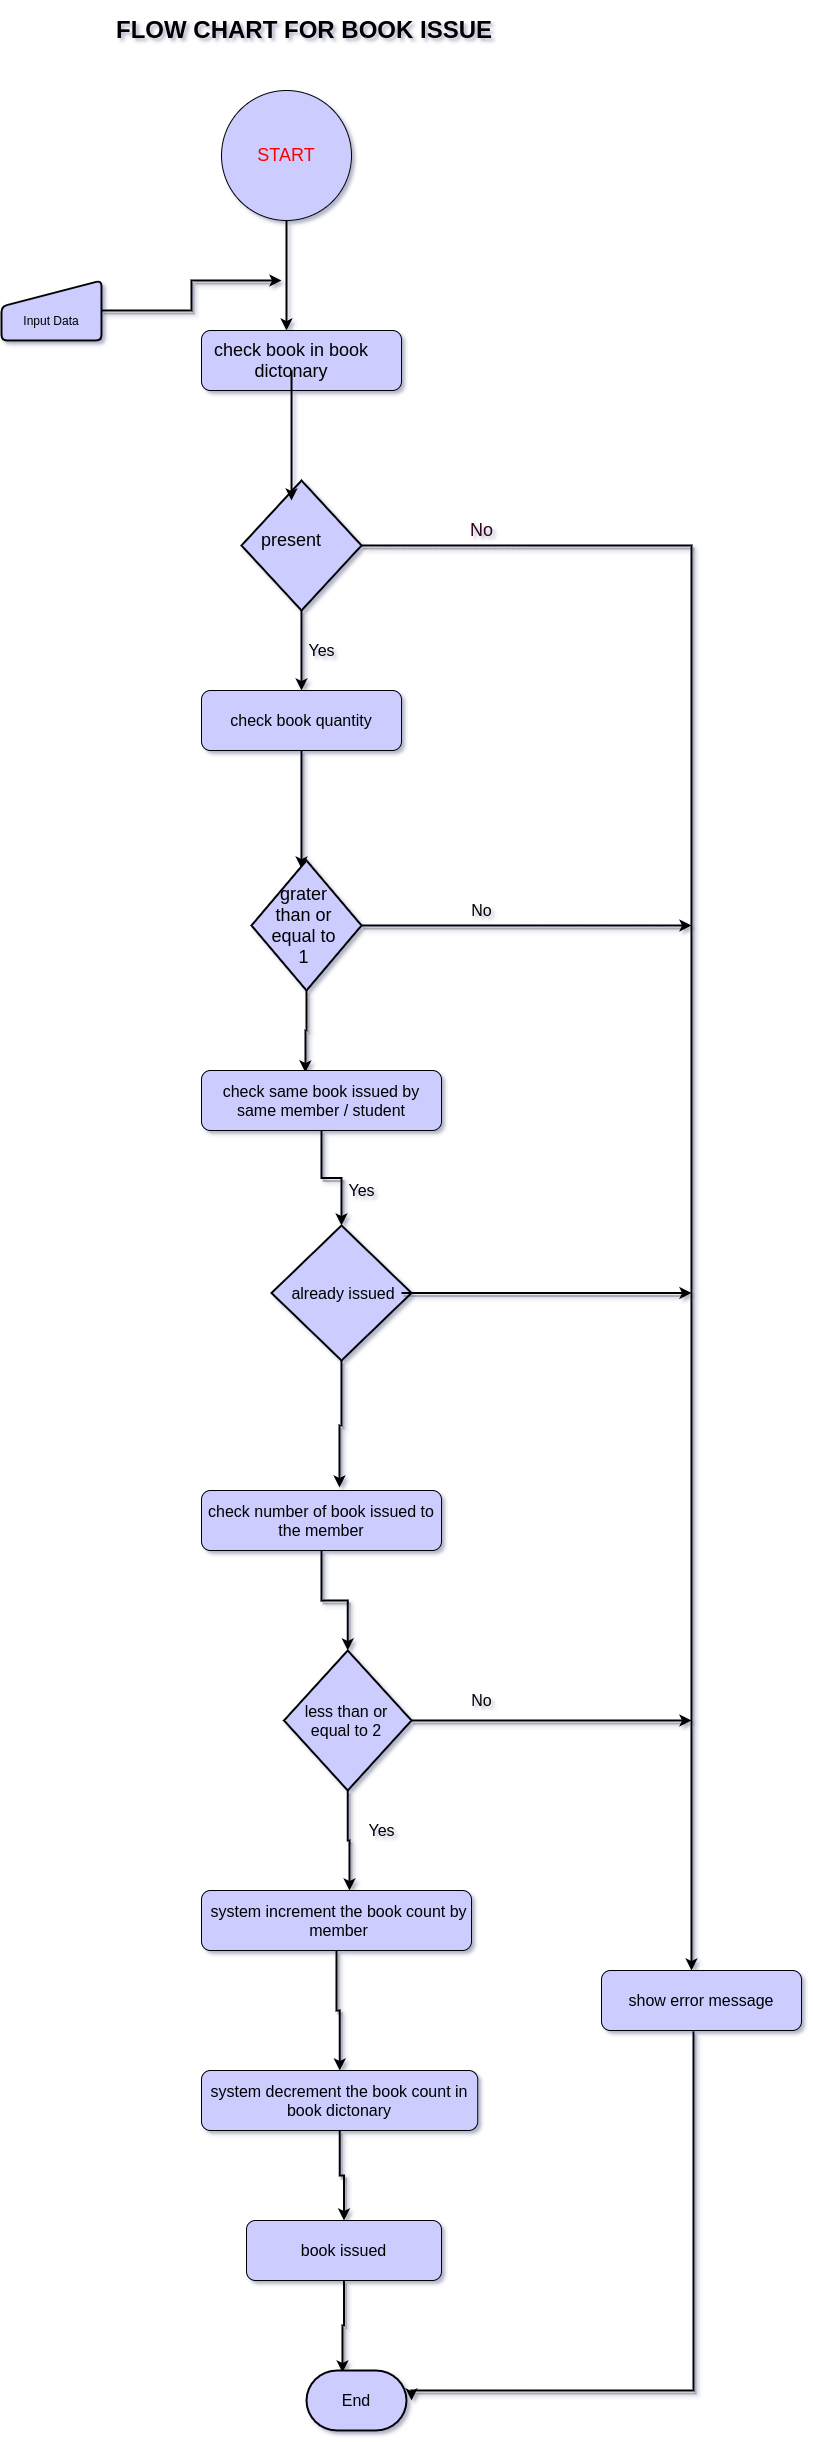 FLOW CHART FOR BOOK ISSUE
START
Input Data
check book in book
dictonary
present
No
Yes
check book quantity
grater
than or
equal to
1
No
check same book issued by
same member / student
Yes
already issued
check number of book issued to
the member
less than or
equal to 2
No
Yes
system increment the book count by
member
show error message
system decrement the book count in
book dictonary
book issued
End